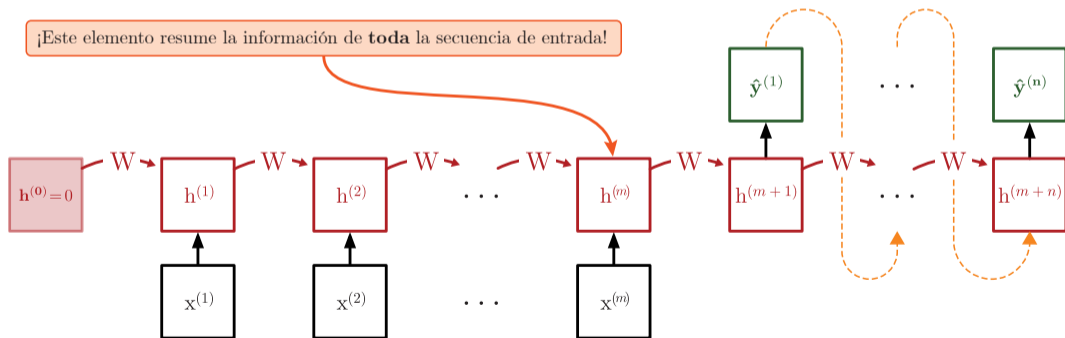 ¡Este elemento resume la información de toda la secuencia de entrada!
ŷ⁽¹⁾ · · · ŷ⁽ⁿ⁾
h⁽⁰⁾=0 W h⁽¹⁾ W h⁽²⁾ W · · · W h⁽ᵐ⁾ W h⁽ᵐ ⁺ ¹⁾ W · · · W h⁽ᵐ ⁺ ⁿ⁾
x⁽¹⁾ x⁽²⁾ · · · x⁽ᵐ⁾